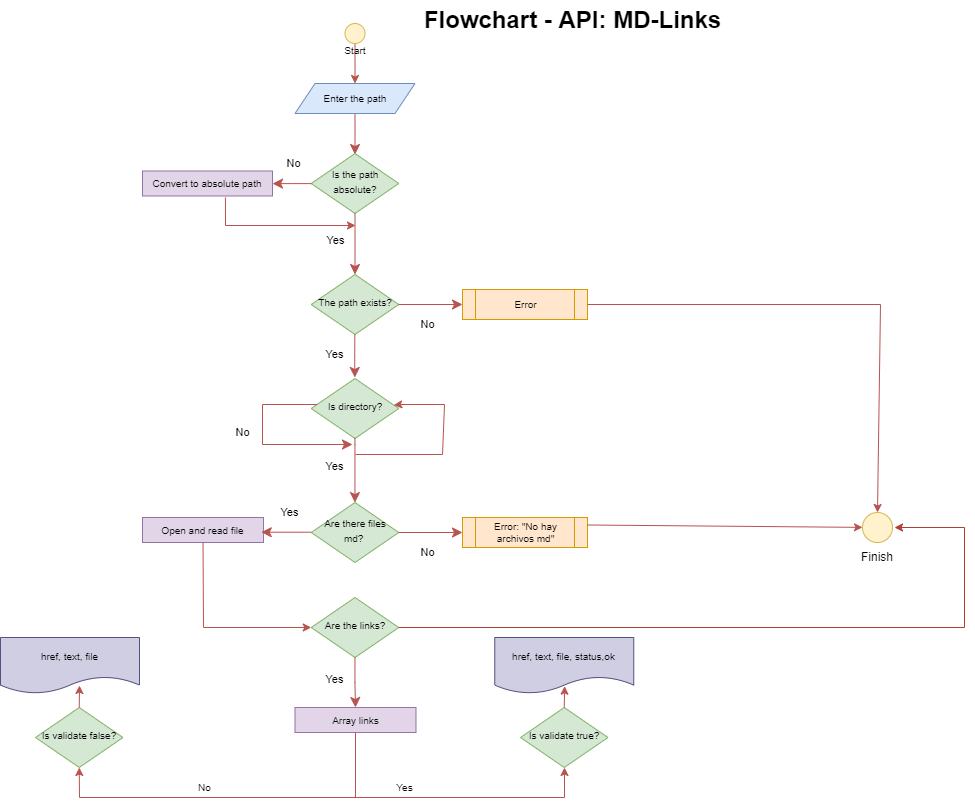 Flowchart - API: MD-Links
Start
Enter the path
No
Is the path
absolute?
Convert to absolute path
Yes
The path exists?
Error
No
Yes
Is directory?
No
Yes
Yes
Are there files
md?
Open and read file
Error: "No hay
archivos md"
No
Finish
Are the links?
href, text, file
href, text, file, status,ok
Yes
Array links
Is validate false?
Is validate true?
No
Yes